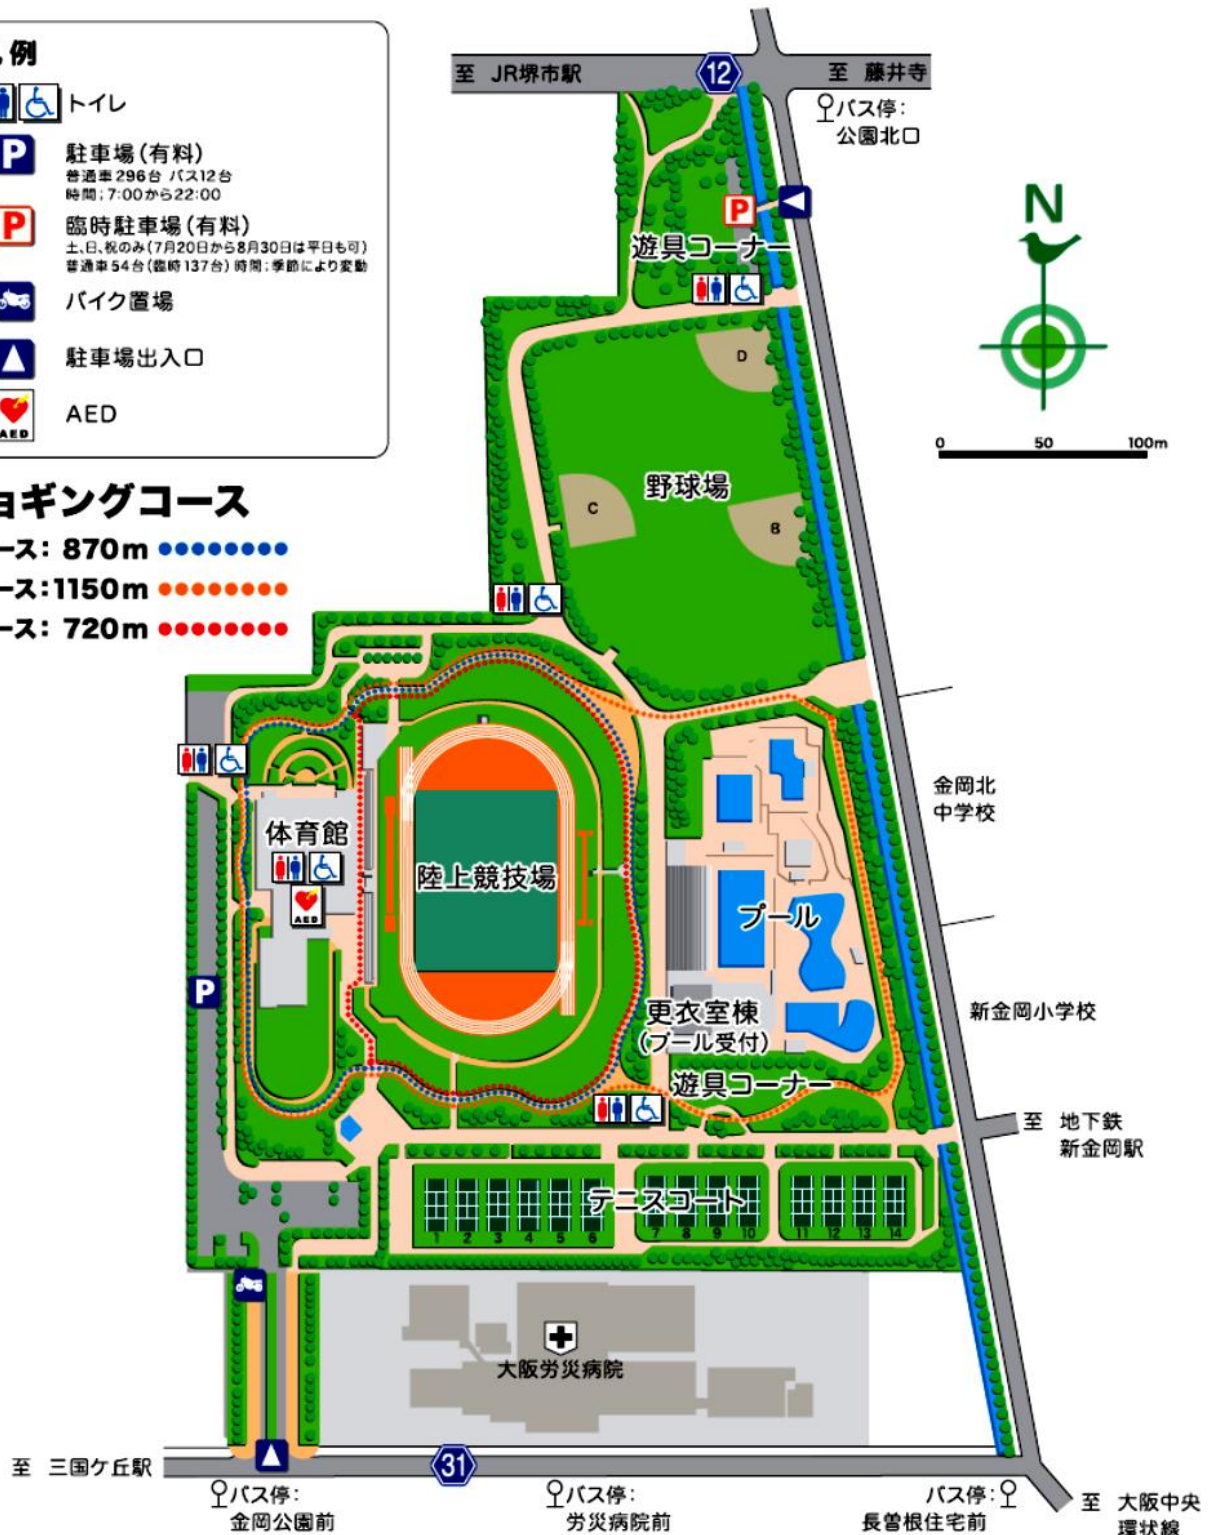 例
トイレ
P 駐車場(有料)
普通車296台 バス12台
時間;7:00から22:00
P 臨時駐車場(有料)
土、日、祝のみ(7月20日から8月30日は平日も可)
普通車54台(臨時137台)時間;季節により変動
バイク置場
駐車場出入口
AED AED
ョギングコース
ース: 870m
ース:1150m
ース: 720m
至 JR堺市駅
12
至 藤井寺
バス停:
公園北口
P
遊具コーナー
N
0 50 100m
D
野球場
C
B
金岡北
中学校
体育館
AED
陸上競技場
プール
P
更衣室棟
(プール受付)
新金岡小学校
遊具コーナー
至 地下鉄
新金岡駅
テニスコート
1 2 3 4 5 6 7 8 9 10 11 12 13 14
大阪労災病院
至 三国ケ丘駅
31
バス停:
金岡公園前
バス停:
労災病院前
バス停:
長曽根住宅前
至 大阪中央
環状線